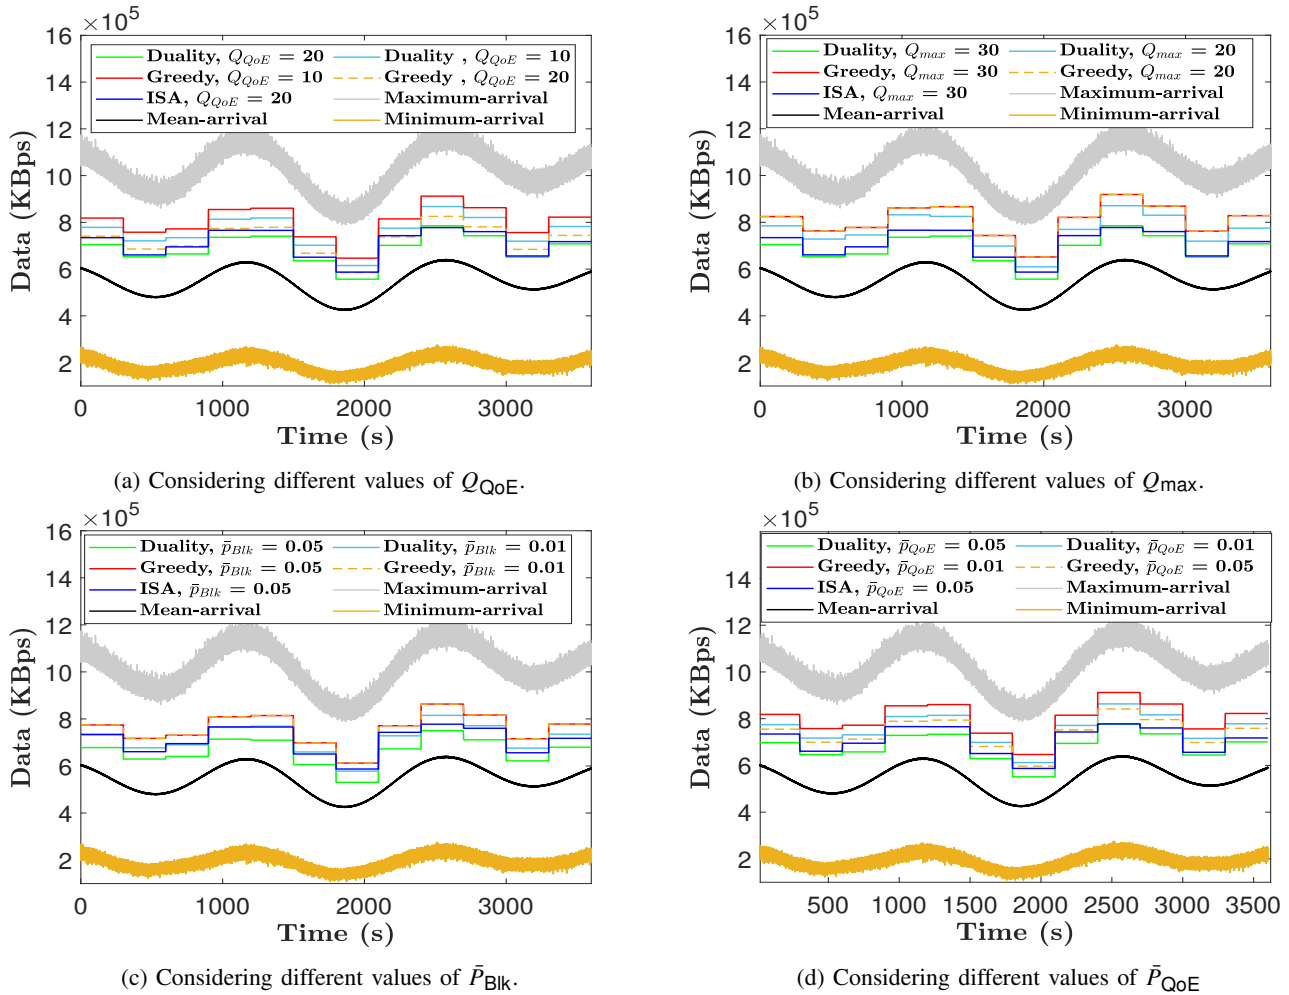 ×10⁵
16
14
12
10
8
6
4
2
Data (KBps)
Duality, Q_QoE = 20
Duality , Q_QoE = 10
Greedy, Q_QoE = 10
Greedy , Q_QoE = 20
ISA, Q_QoE = 20
Maximum-arrival
Mean-arrival
Minimum-arrival
0 1000 2000 3000
Time (s)
(a) Considering different values of Q_QoE.
×10⁵
16
14
12
10
8
6
4
2
Data (KBps)
Duality, Q_max = 30
Duality, Q_max = 20
Greedy, Q_max = 30
Greedy, Q_max = 20
ISA, Q_max = 30
Maximum-arrival
Mean-arrival
Minimum-arrival
0 1000 2000 3000
Time (s)
(b) Considering different values of Q_max.
×10⁵
16
14
12
10
8
6
4
2
Data (KBps)
Duality, p̄_Blk = 0.05
Duality, p̄_Blk = 0.01
Greedy, p̄_Blk = 0.05
Greedy, p̄_Blk = 0.01
ISA, p̄_Blk = 0.05
Maximum-arrival
Mean-arrival
Minimum-arrival
0 1000 2000 3000
Time (s)
(c) Considering different values of P̄_Blk.
×10⁵
14
12
10
8
6
4
2
Data (KBps)
Duality, p̄_QoE = 0.05
Duality, p̄_QoE = 0.01
Greedy, p̄_QoE = 0.01
Greedy, p̄_QoE = 0.05
ISA, p̄_QoE = 0.05
Maximum-arrival
Mean-arrival
Minimum-arrival
500 1000 1500 2000 2500 3000 3500
Time (s)
(d) Considering different values of P̄_QoE